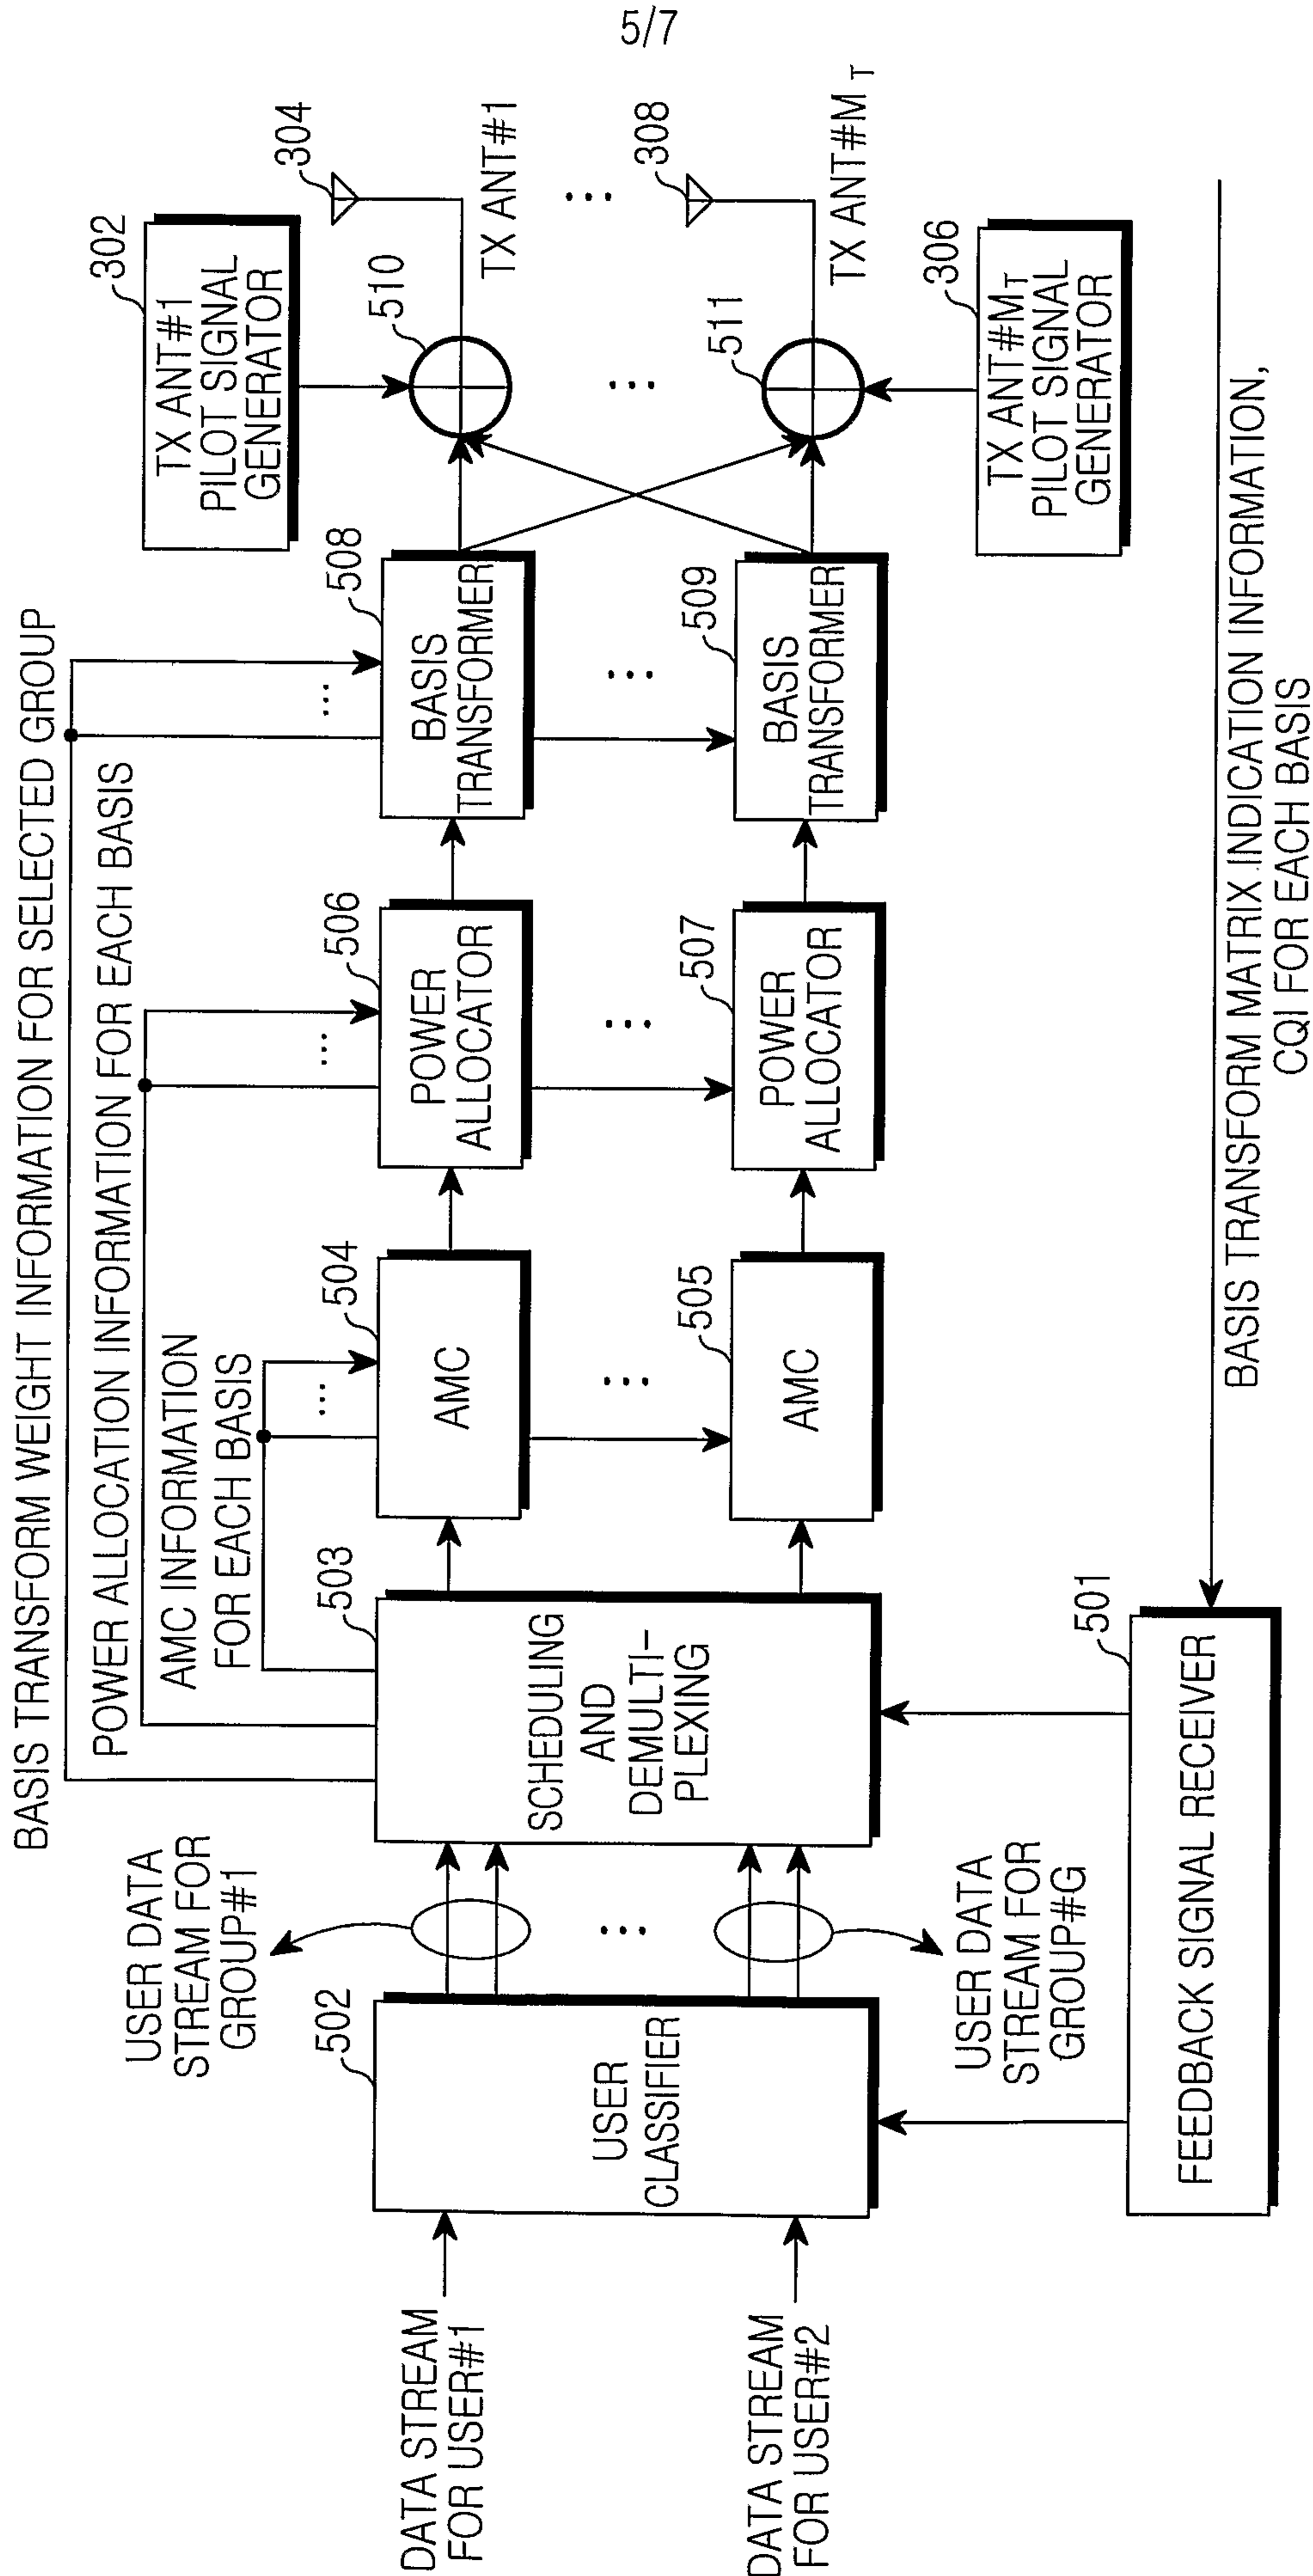 5/7
BASIS TRANSFORM WEIGHT INFORMATION FOR SELECTED GROUP
POWER ALLOCATION INFORMATION FOR EACH BASIS
AMC INFORMATION
FOR EACH BASIS
USER DATA
STREAM FOR
GROUP#1
DATA STREAM
FOR USER#1
DATA STREAM
FOR USER#2
502
USER
CLASSIFIER
...
USER DATA
STREAM FOR
GROUP#G
503
SCHEDULING
AND
DEMULTI-
PLEXING
...
504
AMC
...
505
AMC
...
506
POWER
ALLOCATOR
...
507
POWER
ALLOCATOR
...
508
BASIS
TRANSFORMER
...
509
BASIS
TRANSFORMER
302
TX ANT#1
PILOT SIGNAL
GENERATOR
510
...
511
304
TX ANT#1
...
308
TX ANT#MT
306
TX ANT#MT
PILOT SIGNAL
GENERATOR
501
FEEDBACK SIGNAL RECEIVER
BASIS TRANSFORM MATRIX INDICATION INFORMATION,
CQI FOR EACH BASIS